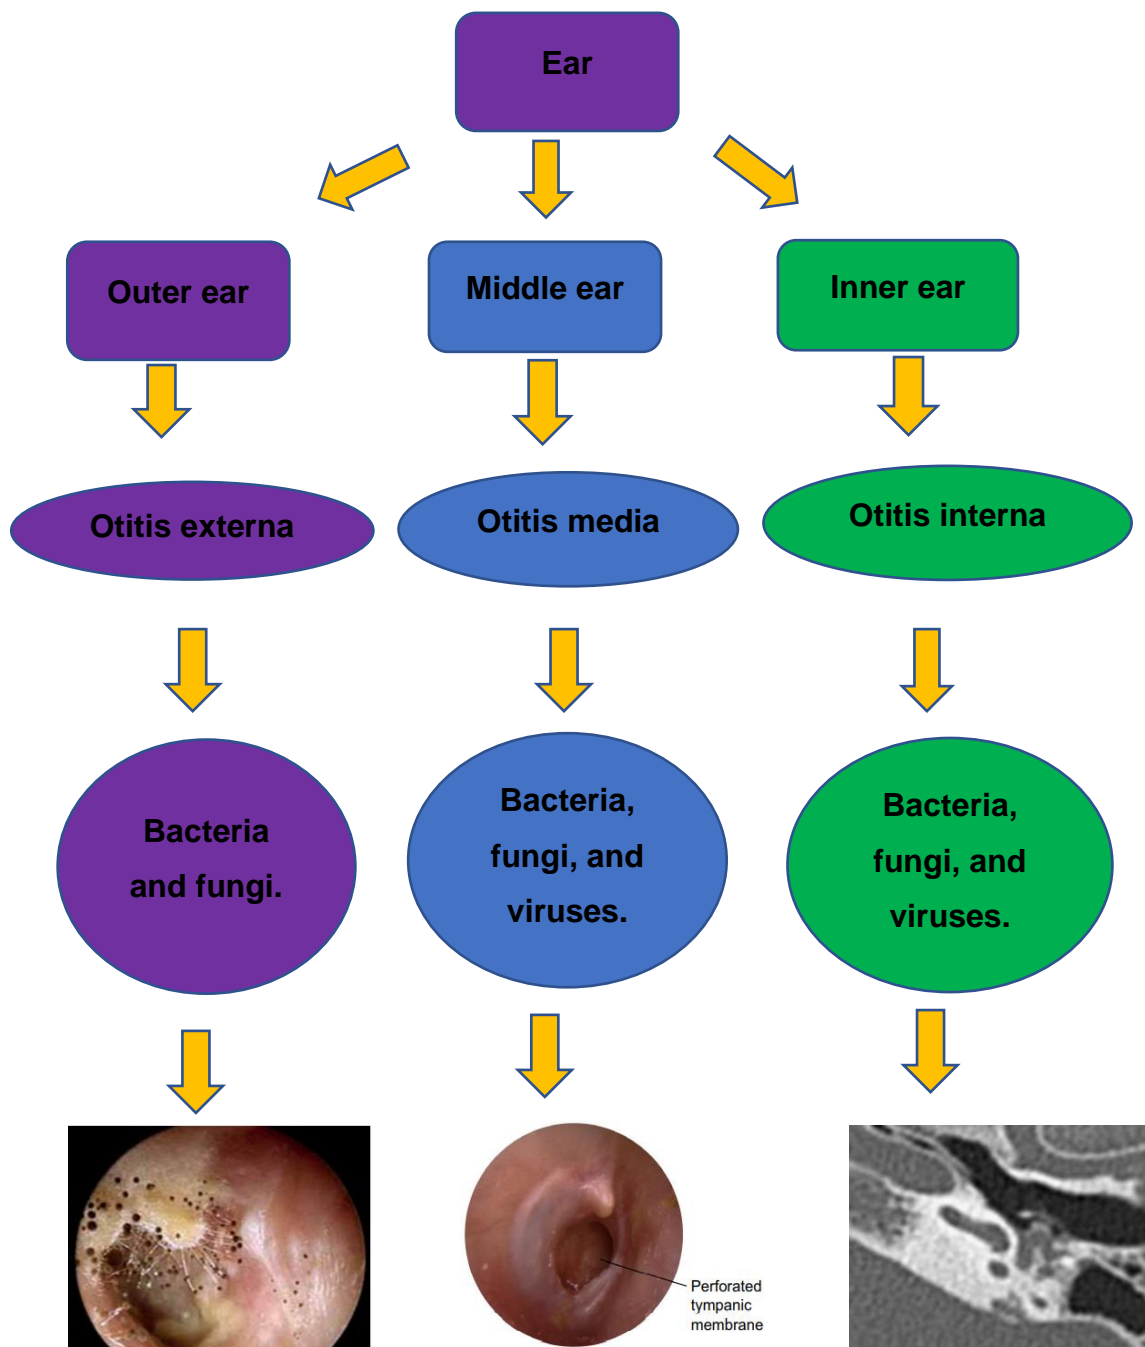 Ear
Outer ear
Middle ear
Inner ear
Otitis externa
Otitis media
Otitis interna
Bacteria
and fungi.
Bacteria,
fungi, and
viruses.
Bacteria,
fungi, and
viruses.
Perforated
tympanic
membrane